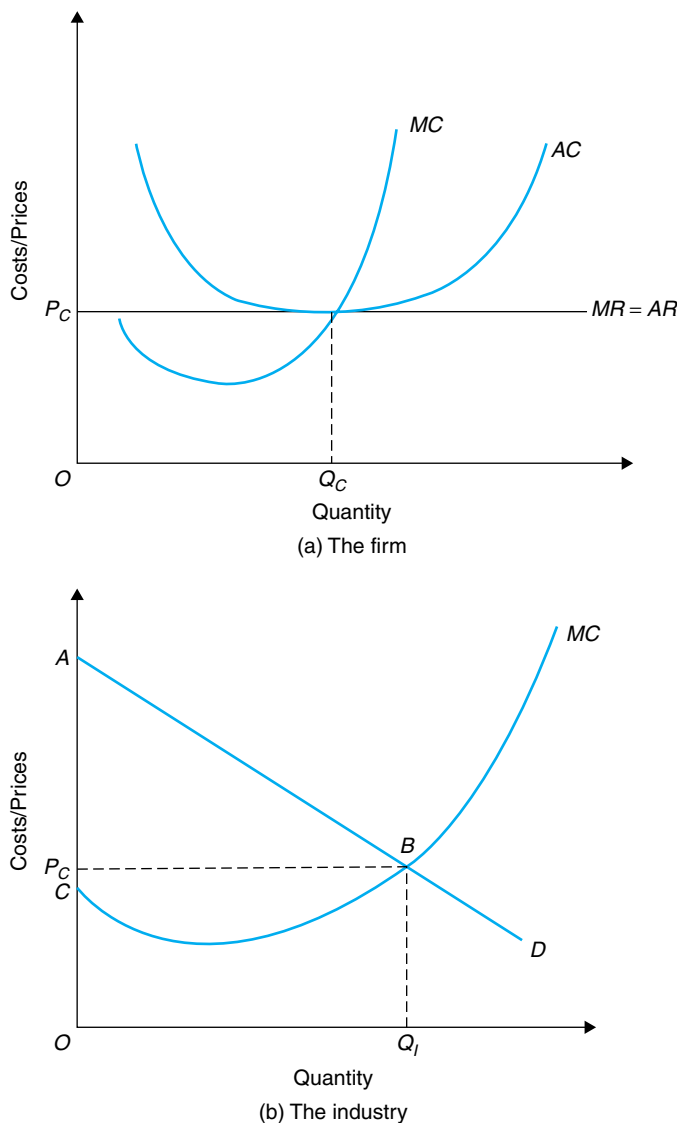 MC
AC
Costs/Prices
P_C
MR = AR
O
Q_C
Quantity
(a) The firm
MC
A
Costs/Prices
B
P_C
C
D
O
Q_I
Quantity
(b) The industry